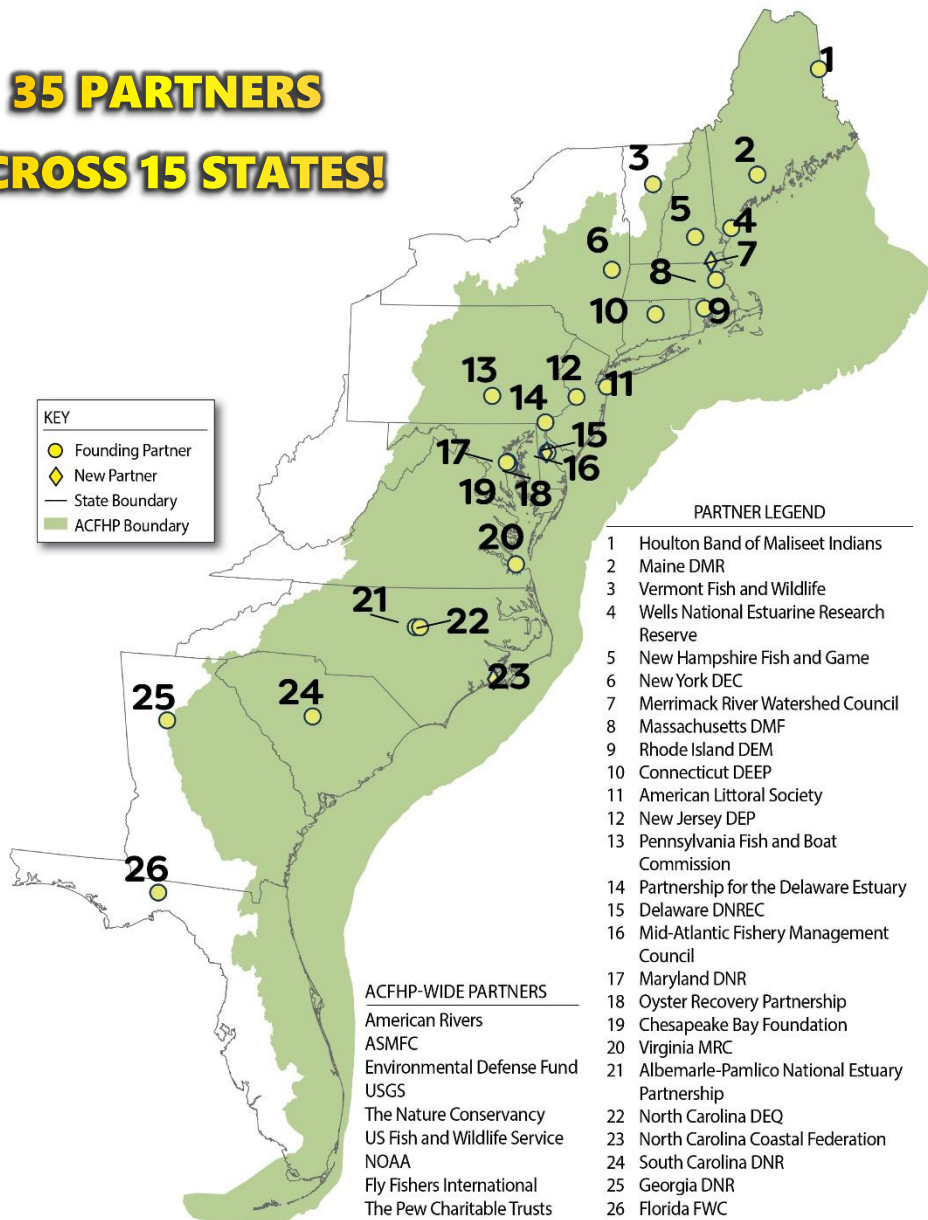 35 PARTNERS
CROSS 15 STATES!
1
2
3
4
5
6
7
8
9
10
11
12
13
14
15
16
17
18
19
20
21
22
23
24
25
26
KEY
Founding Partner
New Partner
State Boundary
ACFHP Boundary
PARTNER LEGEND
1 Houlton Band of Maliseet Indians
2 Maine DMR
3 Vermont Fish and Wildlife
4 Wells National Estuarine Research
Reserve
5 New Hampshire Fish and Game
6 New York DEC
7 Merrimack River Watershed Council
8 Massachusetts DMF
9 Rhode Island DEM
10 Connecticut DEEP
11 American Littoral Society
12 New Jersey DEP
13 Pennsylvania Fish and Boat
Commission
14 Partnership for the Delaware Estuary
15 Delaware DNREC
16 Mid-Atlantic Fishery Management
Council
17 Maryland DNR
18 Oyster Recovery Partnership
19 Chesapeake Bay Foundation
20 Virginia MRC
21 Albemarle-Pamlico National Estuary
Partnership
22 North Carolina DEQ
23 North Carolina Coastal Federation
24 South Carolina DNR
25 Georgia DNR
26 Florida FWC
ACFHP-WIDE PARTNERS
American Rivers
ASMFC
Environmental Defense Fund
USGS
The Nature Conservancy
US Fish and Wildlife Service
NOAA
Fly Fishers International
The Pew Charitable Trusts